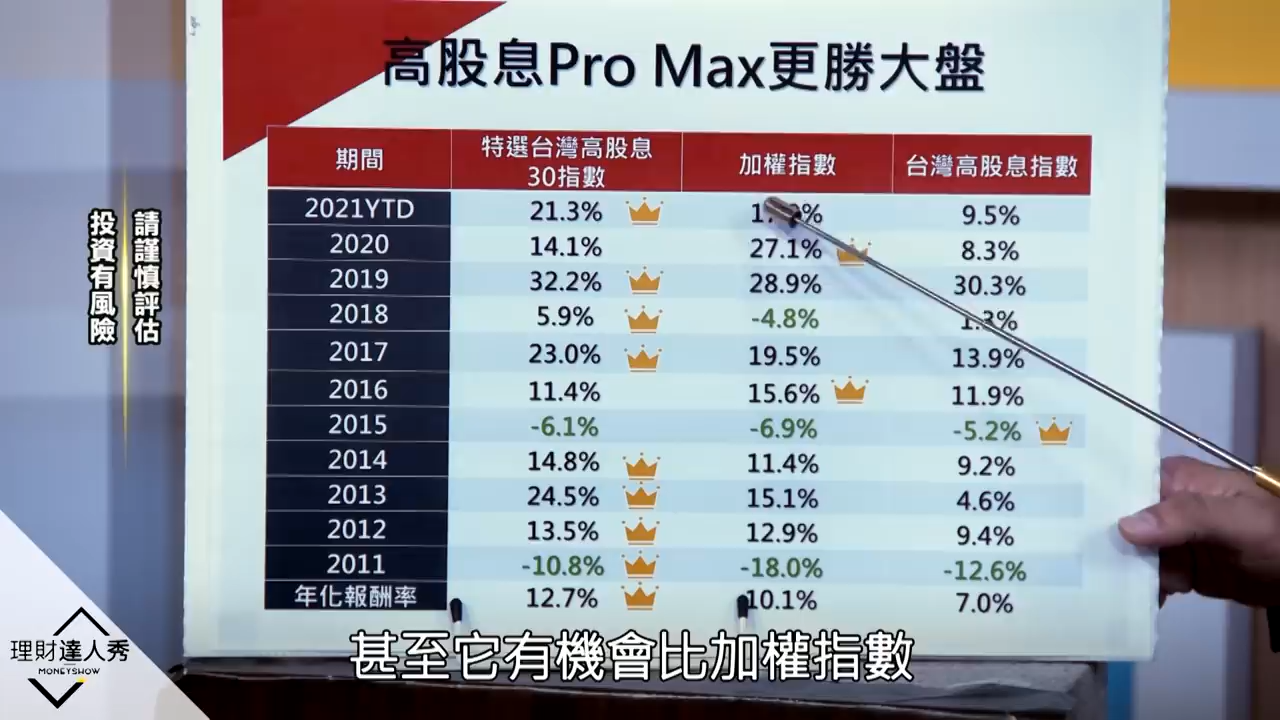 高股息Pro Max更勝大盤
期間 特選台灣高股息30指數 加權指數 台灣高股息指數
2021YTD 21.3% 9.5%
2020 14.1% 27.1% 8.3%
2019 32.2% 28.9% 30.3%
2018 5.9% -4.8% 1.3%
2017 23.0% 19.5% 13.9%
2016 11.4% 15.6% 11.9%
2015 -6.1% -6.9% -5.2%
2014 14.8% 11.4% 9.2%
2013 24.5% 15.1% 4.6%
2012 13.5% 12.9% 9.4%
2011 -10.8% -18.0% -12.6%
年化報酬率 12.7% 10.1% 7.0%
請謹慎評估
投資有風險
理財達人秀
MONEYSHOW
甚至它有機會比加權指數